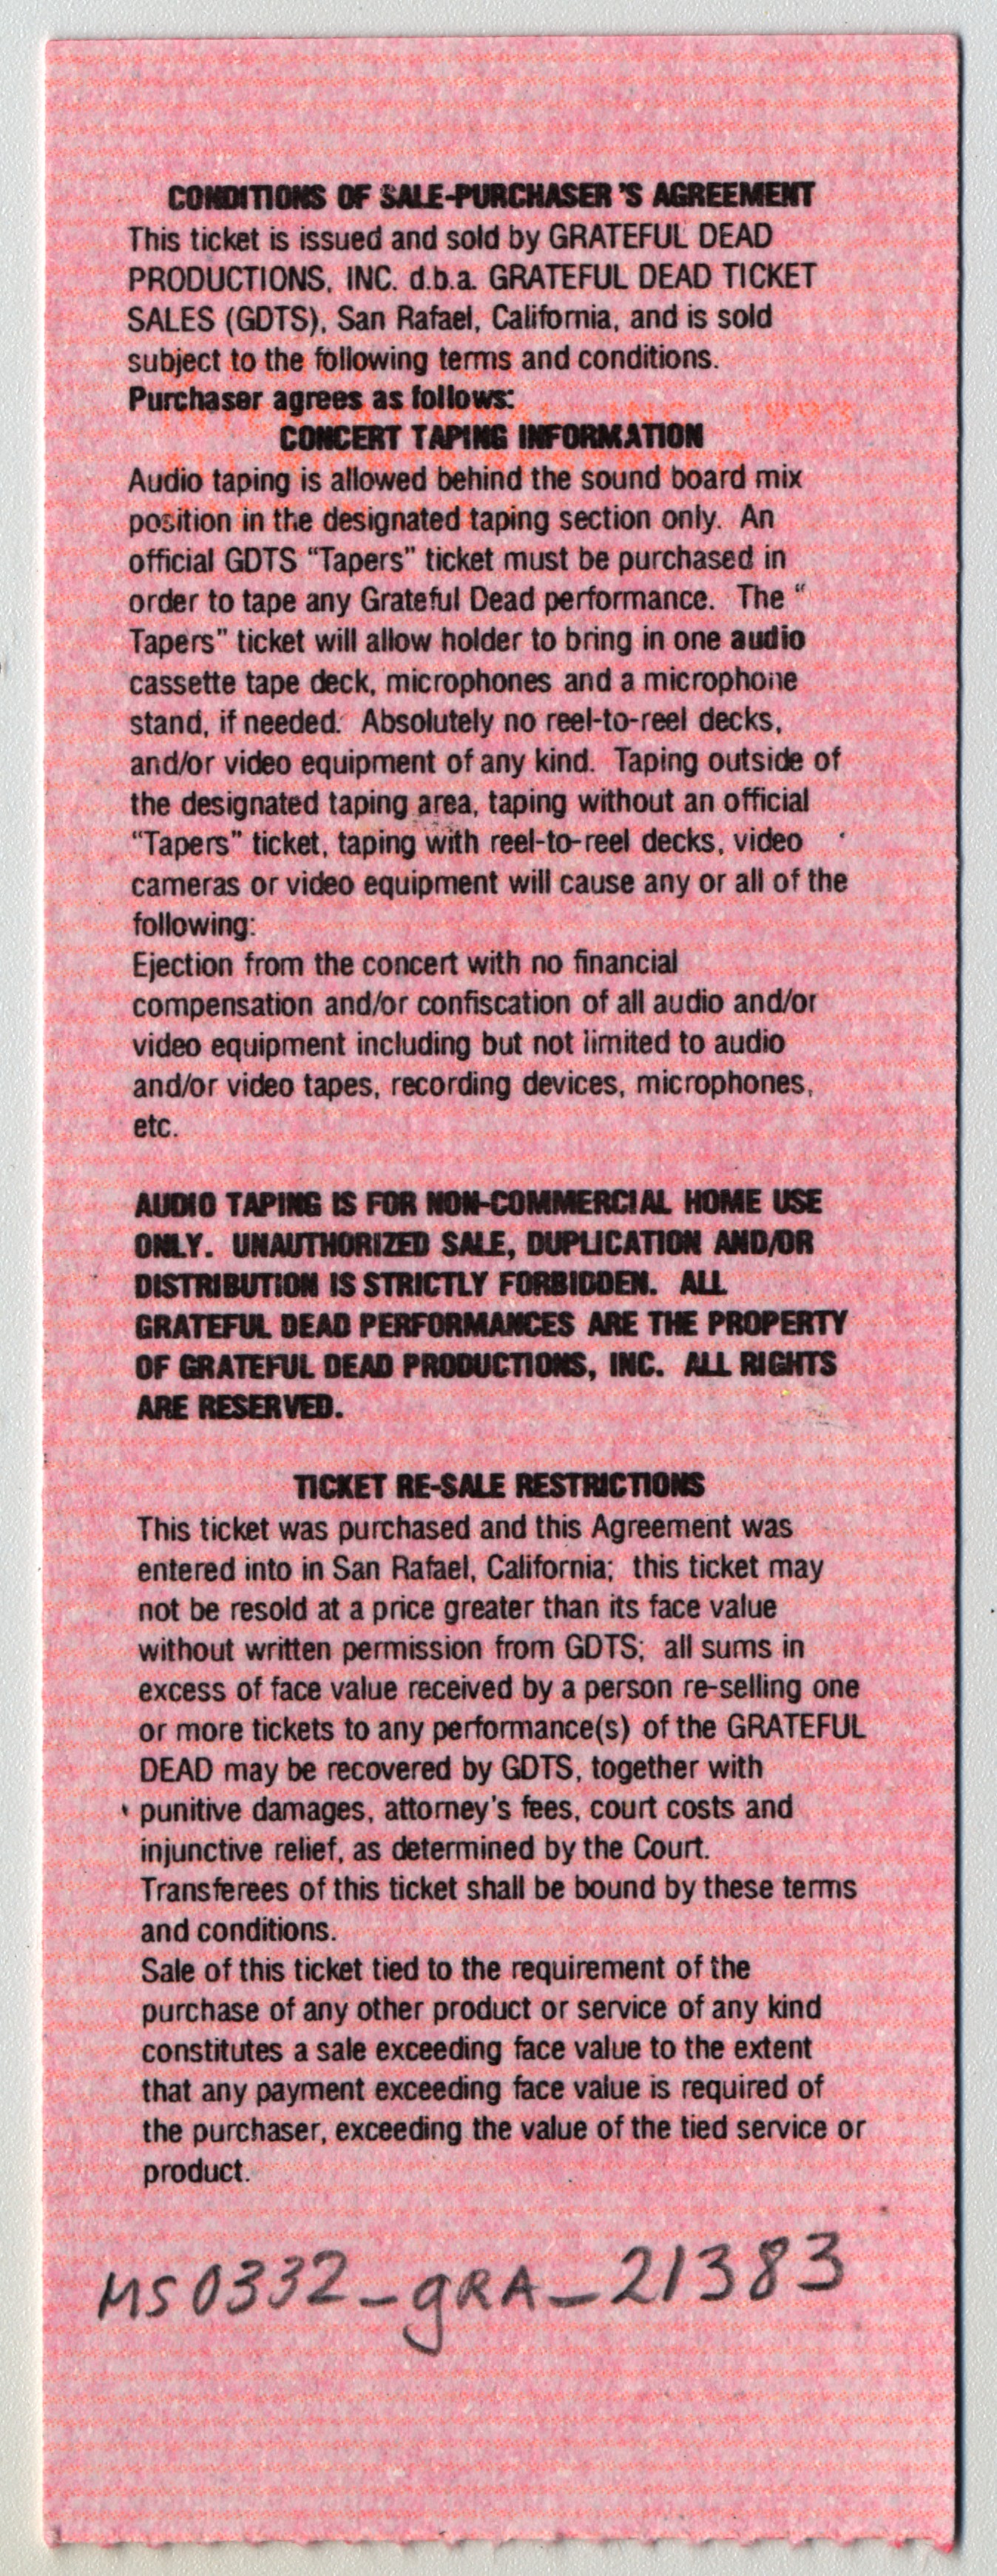 CONDITIONS OF SALE-PURCHASER 'S AGREEMENT
This ticket is issued and sold by GRATEFUL DEAD
PRODUCTIONS, INC. d.b.a. GRATEFUL DEAD TICKET
SALES (GDTS), San Rafael, California, and is sold
subject to the following terms and conditions.
Purchaser agrees as follows:
CONCERT TAPING INFORMATION
Audio taping is allowed behind the sound board mix
position in the designated taping section only. An
official GDTS “Tapers” ticket must be purchased in
order to tape any Grateful Dead performance. The “
Tapers” ticket will allow holder to bring in one audio
cassette tape deck, microphones and a microphone
stand, if needed. Absolutely no reel-to-reel decks,
and/or video equipment of any kind. Taping outside of
the designated taping area, taping without an official
“Tapers” ticket, taping with reel-to-reel decks, video
cameras or video equipment will cause any or all of the
following:
Ejection from the concert with no financial
compensation and/or confiscation of all audio and/or
video equipment including but not limited to audio
and/or video tapes, recording devices, microphones,
etc.
AUDIO TAPING IS FOR NON-COMMERCIAL HOME USE
ONLY. UNAUTHORIZED SALE, DUPLICATION AND/OR
DISTRIBUTION IS STRICTLY FORBIDDEN. ALL
GRATEFUL DEAD PERFORMANCES ARE THE PROPERTY
OF GRATEFUL DEAD PRODUCTIONS, INC. ALL RIGHTS
ARE RESERVED.
TICKET RE-SALE RESTRICTIONS
This ticket was purchased and this Agreement was
entered into in San Rafael, California; this ticket may
not be resold at a price greater than its face value
without written permission from GDTS; all sums in
excess of face value received by a person re-selling one
or more tickets to any performance(s) of the GRATEFUL
DEAD may be recovered by GDTS, together with
punitive damages, attorney's fees, court costs and
injunctive relief, as determined by the Court.
Transferees of this ticket shall be bound by these terms
and conditions.
Sale of this ticket tied to the requirement of the
purchase of any other product or service of any kind
constitutes a sale exceeding face value to the extent
that any payment exceeding face value is required of
the purchaser, exceeding the value of the tied service or
product.
MS0332_gRA_21383